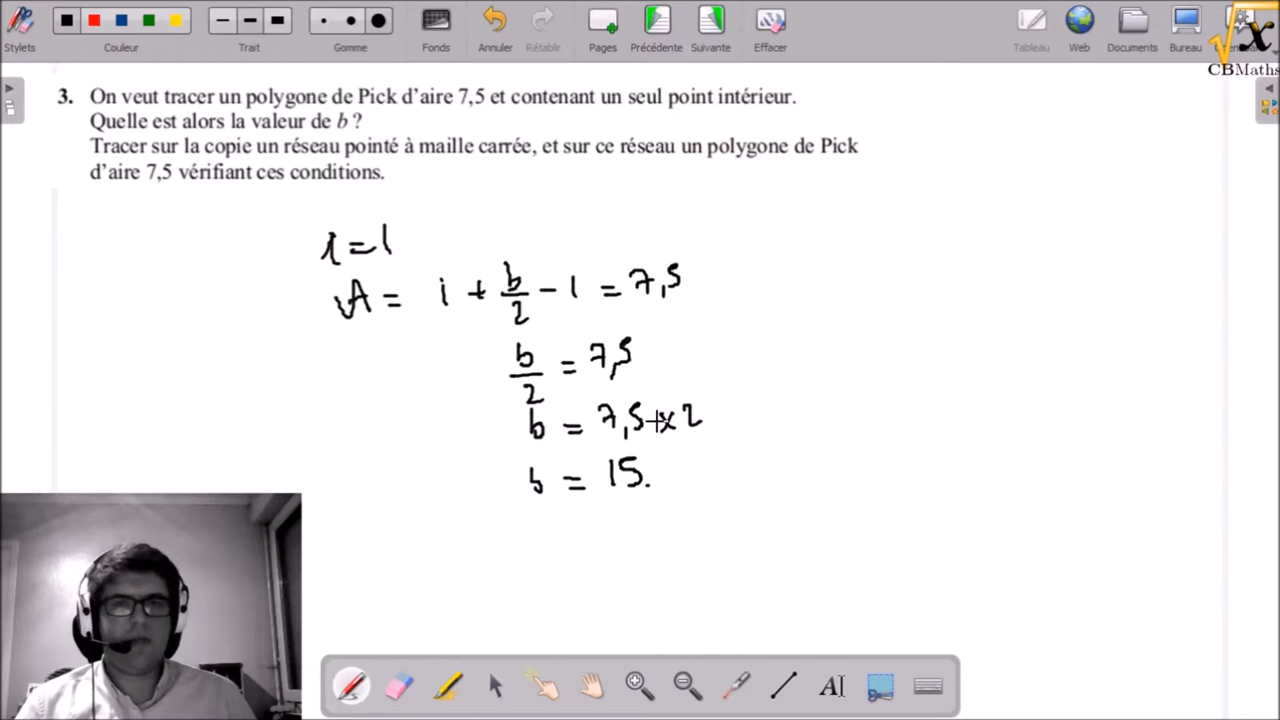 Stylets
Couleur
Trait
Gomme
Fonds
Annuler
Rétablir
Pages
Précédente
Suivante
Effacer
Tableau
Web
Documents
Bureau
√x
CBMaths
3. On veut tracer un polygone de Pick d’aire 7,5 et contenant un seul point intérieur.
Quelle est alors la valeur de b ?
Tracer sur la copie un réseau pointé à maille carrée, et sur ce réseau un polygone de Pick
d’aire 7,5 vérifiant ces conditions.
i = 1
A = i + b/2 - 1 = 7,5
b/2 = 7,5
b = 7,5 × 2
b = 15.